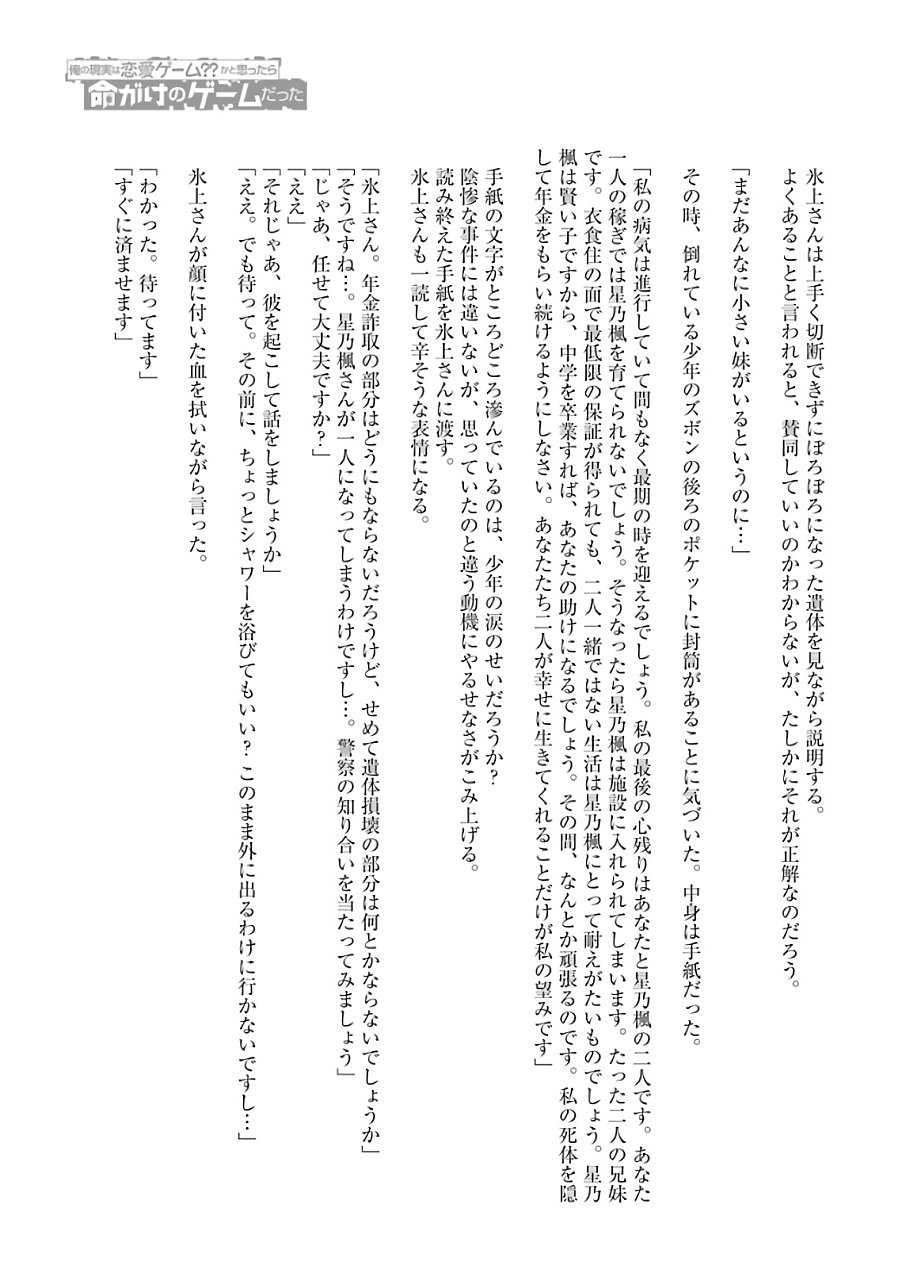 俺の現実は恋愛ゲーム??かと思ったら
命がけのゲームだった
氷上さんは上手く切断できずにぼろぼろになった遺体を見ながら説明する。
よくあることと言われると、賛同していいのかわからないが、たしかにそれが正解なのだろう。
「まだあんなに小さい妹がいるというのに…」
その時、倒れている少年のズボンの後ろのポケットに封筒があることに気づいた。中身は手紙だった。
「私の病気は進行していて間もなく最期の時を迎えるでしょう。私の最後の心残りはあなたと星乃楓の二人です。あなた
一人の稼ぎでは星乃楓を育てられないでしょう。そうなったら星乃楓は施設に入れられてしまいます。たった二人の兄妹
です。衣食住の面で最低限の保証が得られても、二人一緒ではない生活は星乃楓にとって耐えがたいものでしょう。星乃
楓は賢い子ですから、中学を卒業すれば、あなたの助けになるでしょう。その間、なんとか頑張るのです。私の死体を隠
して年金をもらい続けるようにしなさい。あなたたち二人が幸せに生きてくれることだけが私の望みです」
手紙の文字がところどころ滲んでいるのは、少年の涙のせいだろうか？
陰惨な事件には違いないが、思っていたのと違う動機にやるせなさがこみ上げる。
読み終えた手紙を氷上さんに渡す。
氷上さんも一読して辛そうな表情になる。
「氷上さん。年金詐取の部分はどうにもならないだろうけど、せめて遺体損壊の部分は何とかならないでしょうか」
「そうですね…。星乃楓さんが一人になってしまうわけですし…。警察の知り合いを当たってみましょう」
「じゃあ、任せて大丈夫ですか？」
「ええ」
「それじゃあ、彼を起こして話をしましょうか」
「ええ。でも待って。その前に、ちょっとシャワーを浴びてもいい？このまま外に出るわけに行かないですし…」
氷上さんが顔に付いた血を拭いながら言った。
「わかった。待ってます」
「すぐに済ませます」